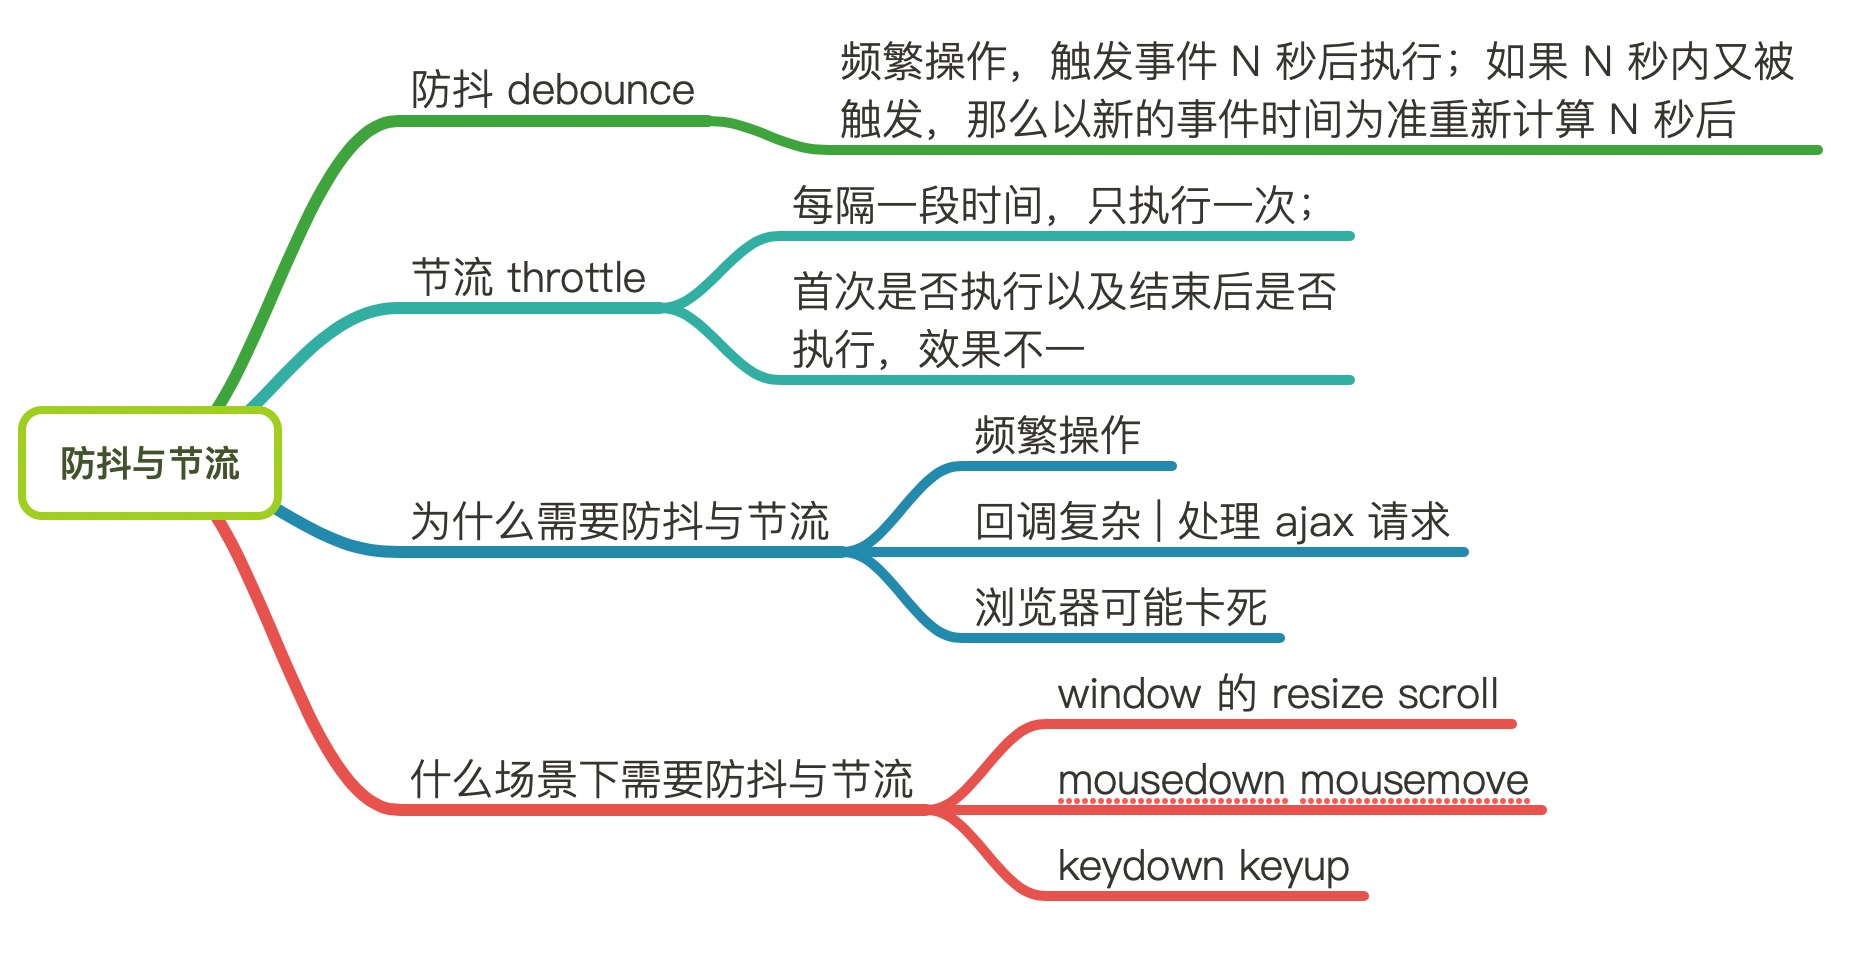 防抖 debounce
频繁操作，触发事件 N 秒后执行；如果 N 秒内又被
触发，那么以新的事件时间为准重新计算 N 秒后
节流 throttle
每隔一段时间，只执行一次；
首次是否执行以及结束后是否
执行，效果不一
防抖与节流
为什么需要防抖与节流
频繁操作
回调复杂 | 处理 ajax 请求
浏览器可能卡死
什么场景下需要防抖与节流
window 的 resize scroll
mousedown mousemove
keydown keyup